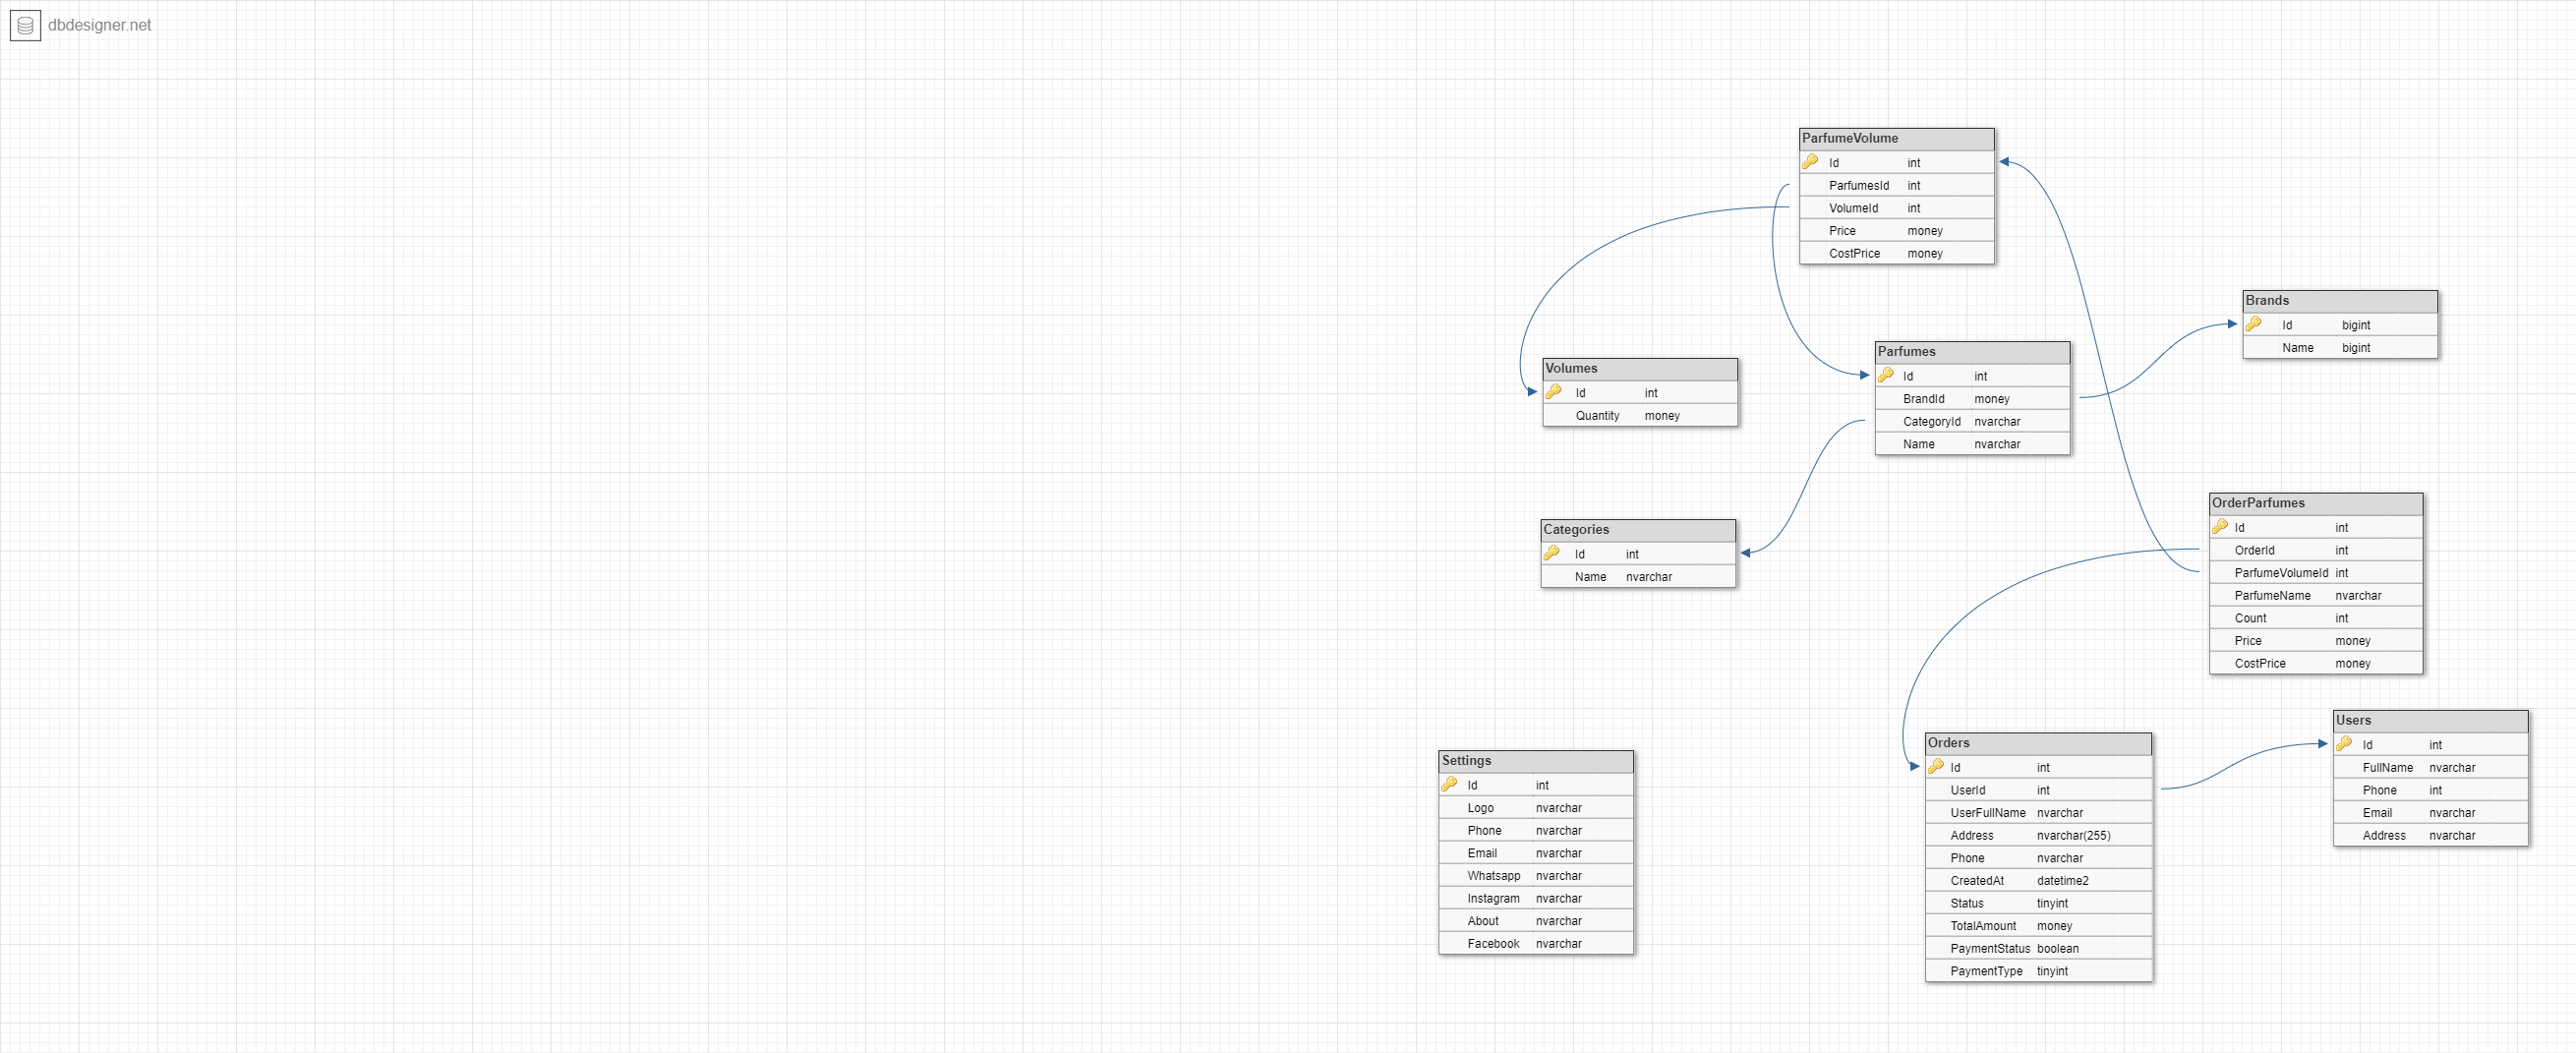 dbdesigner.net
ParfumeVolume
Id int
ParfumesId int
VolumeId int
Price money
CostPrice money
Brands
Id bigint
Name bigint
Parfumes
Id int
BrandId money
CategoryId nvarchar
Name nvarchar
Volumes
Id int
Quantity money
Categories
Id int
Name nvarchar
OrderParfumes
Id int
OrderId int
ParfumeVolumeId int
ParfumeName nvarchar
Count int
Price money
CostPrice money
Users
Id int
FullName nvarchar
Phone int
Email nvarchar
Address nvarchar
Orders
Id int
UserId int
UserFullName nvarchar
Address nvarchar(255)
Phone nvarchar
CreatedAt datetime2
Status tinyint
TotalAmount money
PaymentStatus boolean
PaymentType tinyint
Settings
Id int
Logo nvarchar
Phone nvarchar
Email nvarchar
Whatsapp nvarchar
Instagram nvarchar
About nvarchar
Facebook nvarchar